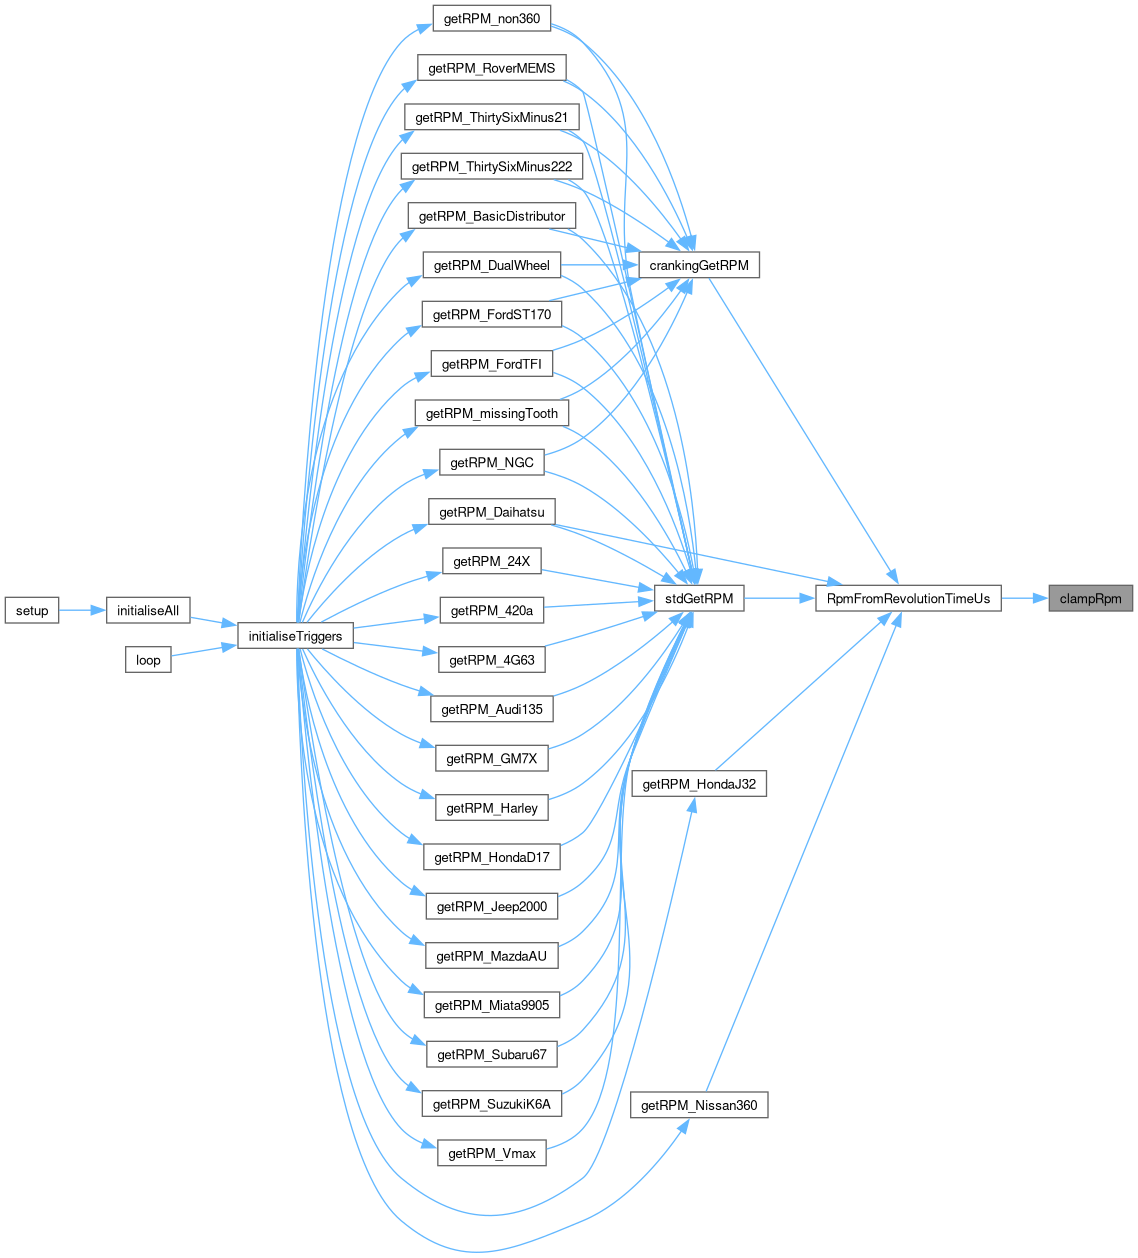 getRPM_non360
getRPM_RoverMEMS
getRPM_ThirtySixMinus21
getRPM_ThirtySixMinus222
getRPM_BasicDistributor
getRPM_DualWheel
crankingGetRPM
getRPM_FordST170
getRPM_FordTFI
getRPM_missingTooth
getRPM_NGC
getRPM_Daihatsu
getRPM_24X
stdGetRPM
RpmFromRevolutionTimeUs
clampRpm
setup
initialiseAll
getRPM_420a
initialiseTriggers
loop
getRPM_4G63
getRPM_Audi135
getRPM_GM7X
getRPM_HondaJ32
getRPM_Harley
getRPM_HondaD17
getRPM_Jeep2000
getRPM_MazdaAU
getRPM_Miata9905
getRPM_Subaru67
getRPM_SuzukiK6A
getRPM_Nissan360
getRPM_Vmax